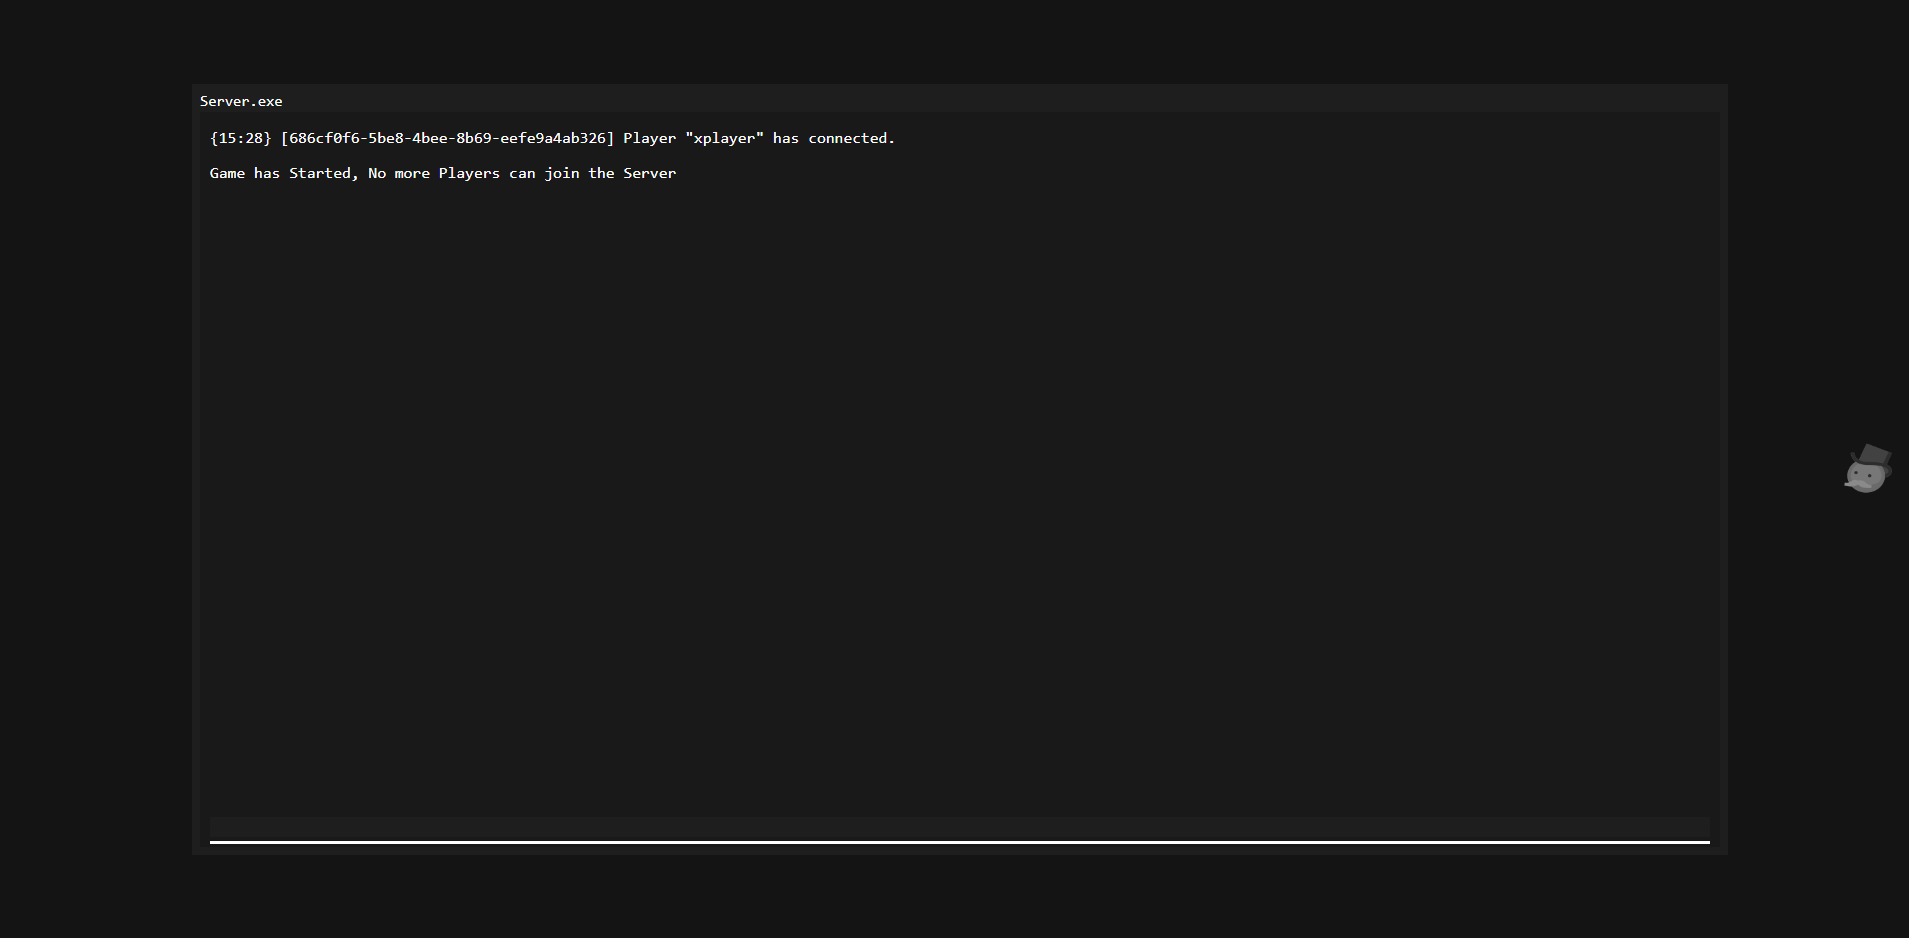 Server.exe
{15:28} [686cf0f6-5be8-4bee-8b69-eefe9a4ab326] Player "xplayer" has connected.
Game has Started, No more Players can join the Server